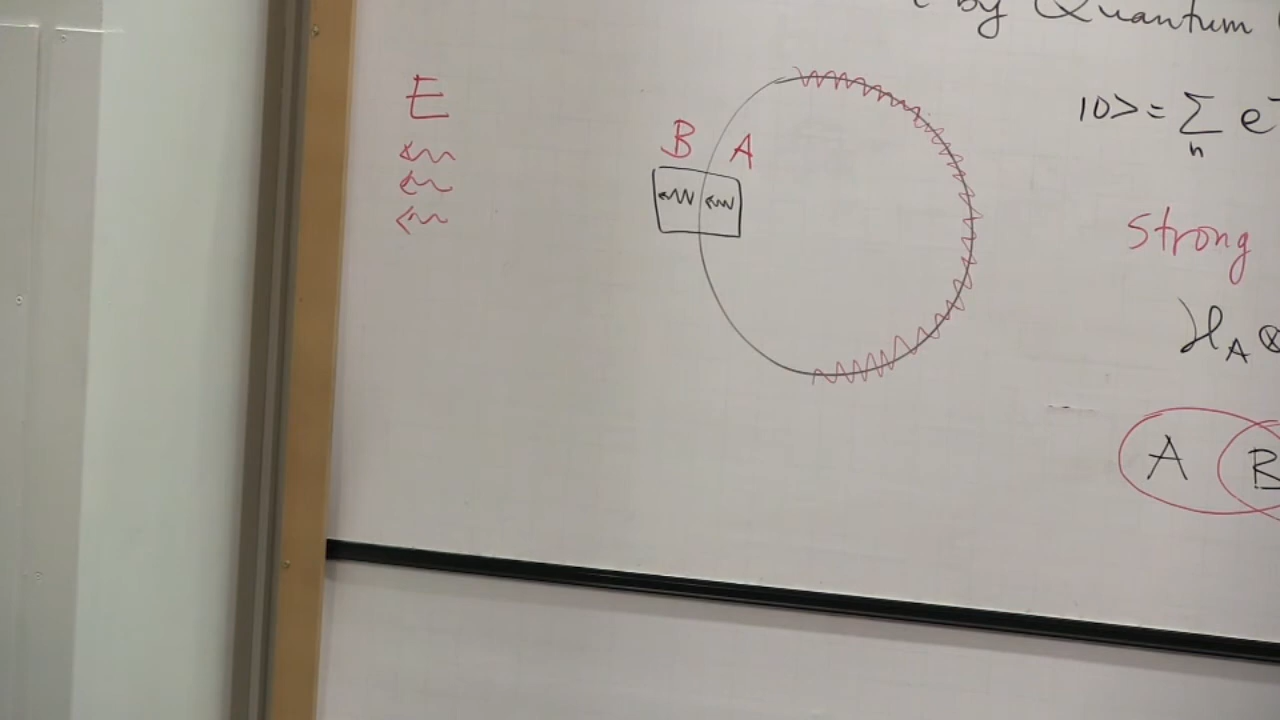 by Quantum
E
B A
|0> = Σ e⁻
n
Strong
ℋ_A ⊗
A B